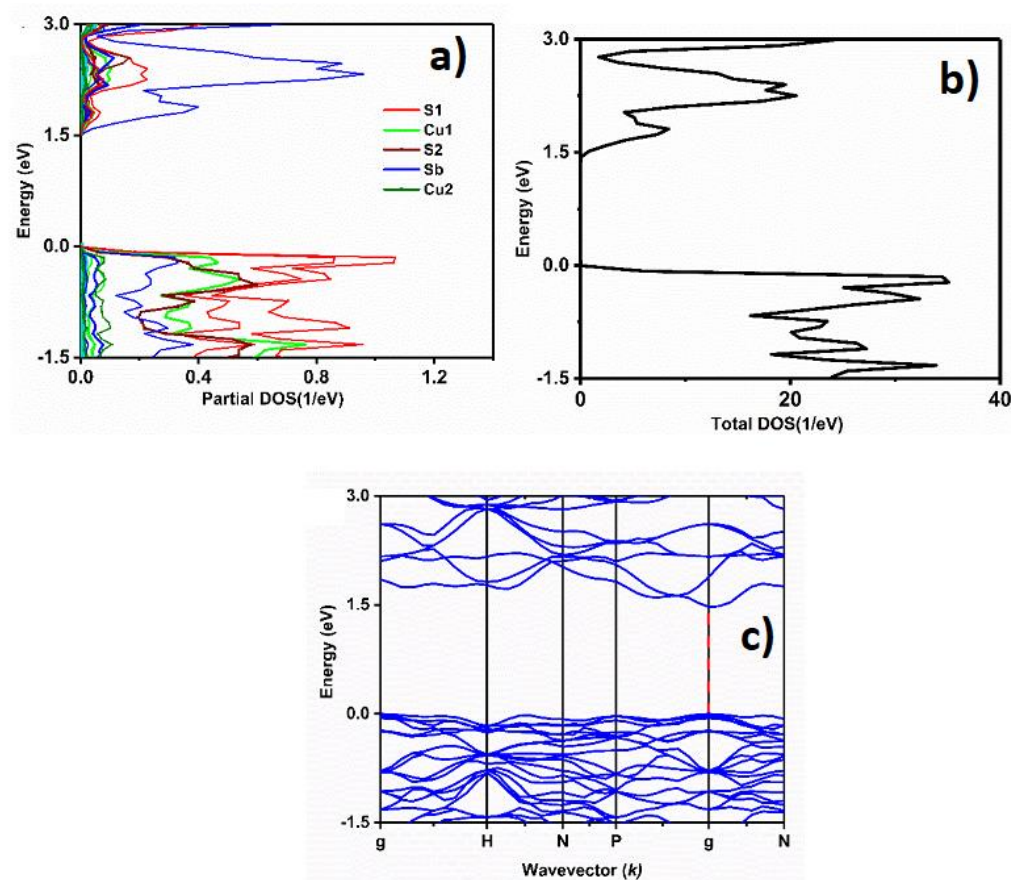 a)
3.0
1.5
0.0
-1.5
Energy (eV)
S1
Cu1
S2
Sb
Cu2
0.0 0.4 0.8 1.2
Partial DOS(1/eV)
b)
3.0
1.5
0.0
-1.5
Energy (eV)
0 20 40
Total DOS(1/eV)
c)
3.0
1.5
0.0
-1.5
Energy (eV)
g H N P g N
Wavevector (k)